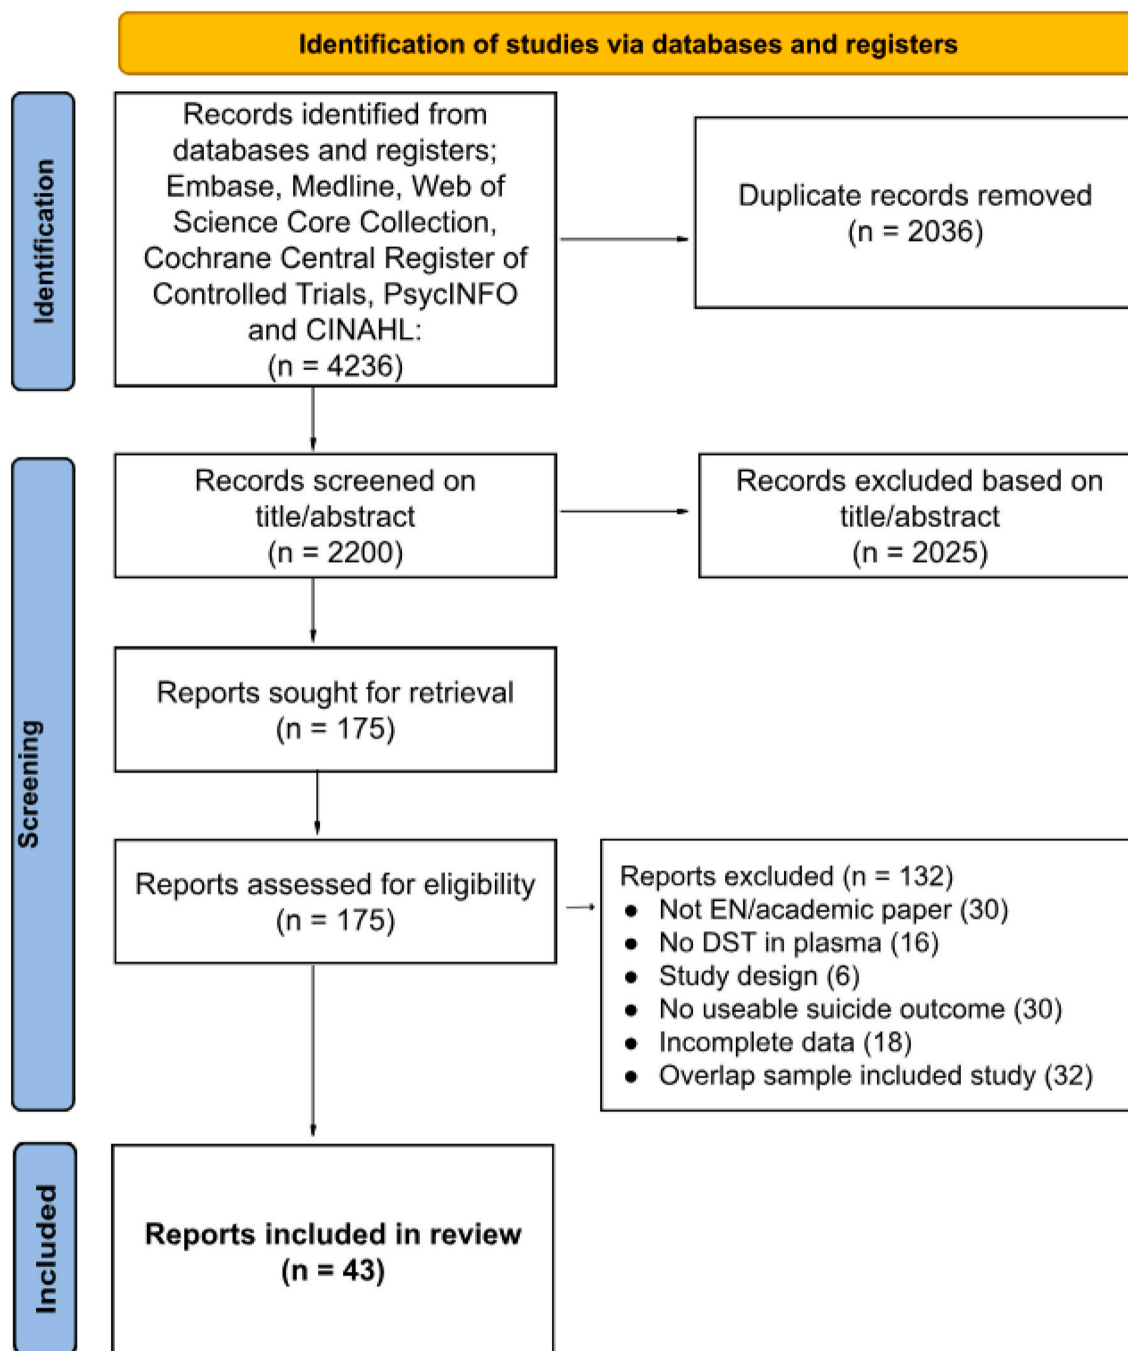 Identification of studies via databases and registers
Identification
Records identified from
databases and registers;
Embase, Medline, Web of
Science Core Collection,
Cochrane Central Register of
Controlled Trials, PsycINFO
and CINAHL:
(n = 4236)
Duplicate records removed
(n = 2036)
Screening
Records screened on
title/abstract
(n = 2200)
Records excluded based on
title/abstract
(n = 2025)
Reports sought for retrieval
(n = 175)
Reports assessed for eligibility
(n = 175)
Reports excluded (n = 132)
● Not EN/academic paper (30)
● No DST in plasma (16)
● Study design (6)
● No useable suicide outcome (30)
● Incomplete data (18)
● Overlap sample included study (32)
Included
Reports included in review
(n = 43)